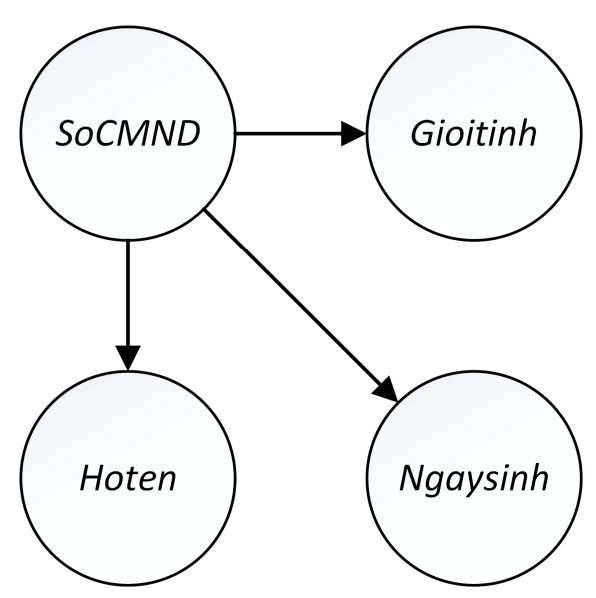 SoCMND
Gioitinh
Hoten
Ngaysinh